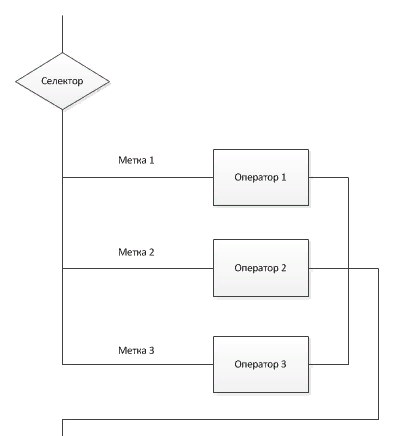 Селектор
Метка 1
Оператор 1
Метка 2
Оператор 2
Метка 3
Оператор 3